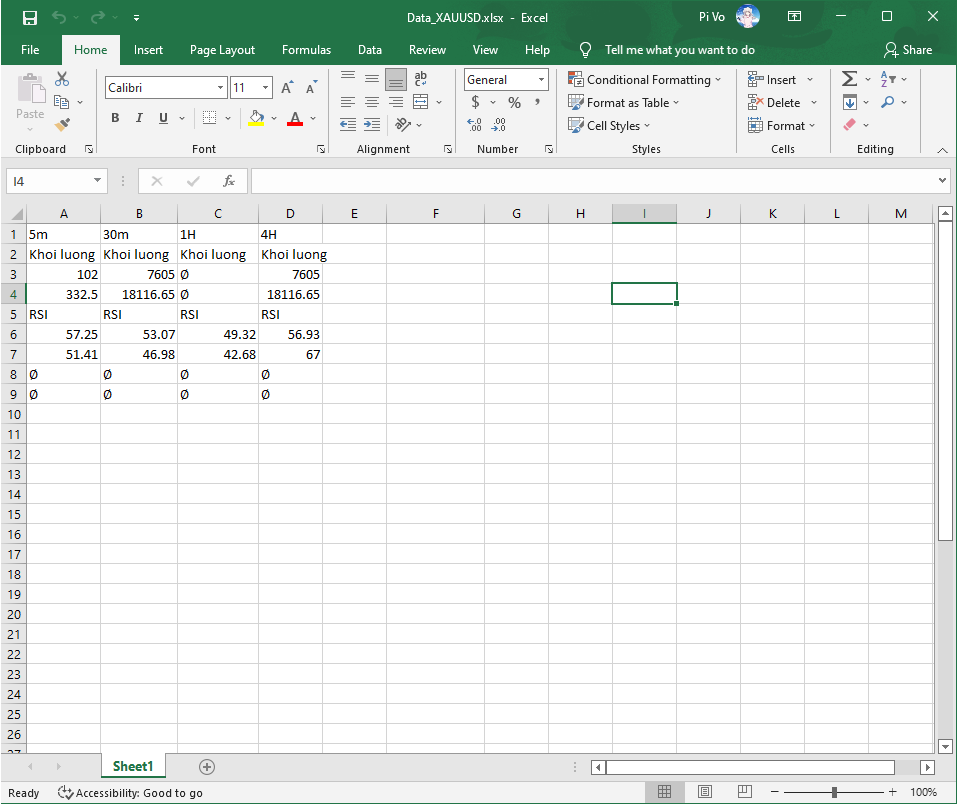 Data_XAUUSD.xlsx - Excel
Pi Vo
File Home Insert Page Layout Formulas Data Review View Help Tell me what you want to do Share
Calibri 11 ab General Conditional Formatting Insert
Paste B I U A $ % Format as Table Delete
Cell Styles Format
Clipboard Font Alignment Number Styles Cells Editing
I4 fx
A B C D E F G H I J K L M
1 5m 30m 1H 4H
2 Khoi luong Khoi luong Khoi luong Khoi luong
3 102 7605 Ø 7605
4 332.5 18116.65 Ø 18116.65
5 RSI RSI RSI RSI
6 57.25 53.07 49.32 56.93
7 51.41 46.98 42.68 67
8 Ø Ø Ø Ø
9 Ø Ø Ø Ø
10
11
12
13
14
15
16
17
18
19
20
21
22
23
24
25
26
27
Sheet1
Ready Accessibility: Good to go 100%